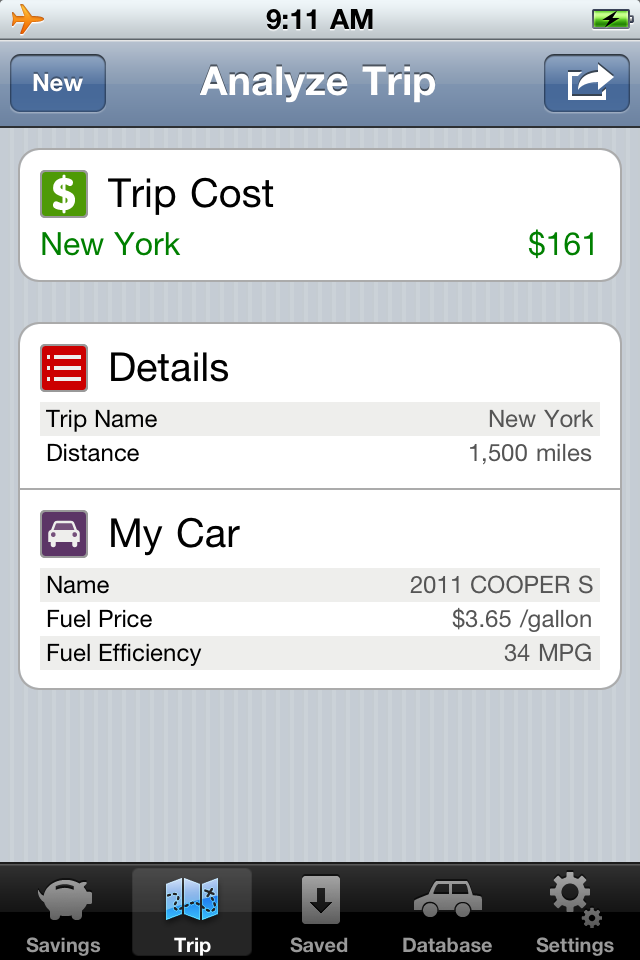 9:11 AM
New
Analyze Trip
$
Trip Cost
New York $161
Details
Trip Name New York
Distance 1,500 miles
My Car
Name 2011 COOPER S
Fuel Price $3.65 /gallon
Fuel Efficiency 34 MPG
Savings Trip Saved Database Settings